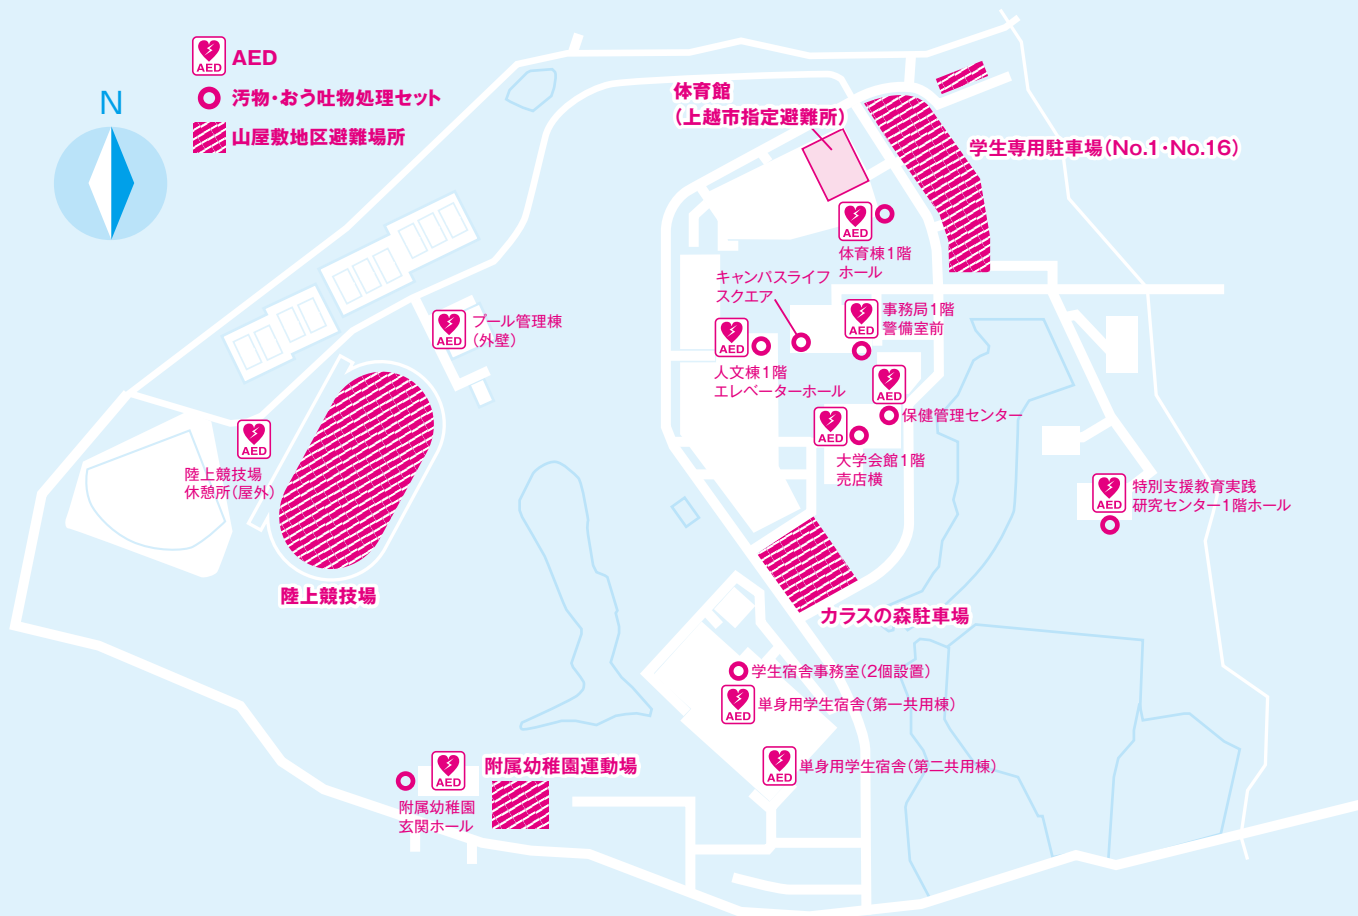 AED
AED
汚物・おう吐物処理セット
山屋敷地区避難場所
N
体育館
(上越市指定避難所)
学生専用駐車場(No.1・No.16)
AED
体育棟1階
ホール
キャンパスライフ
スクエア
AED
事務局1階
警備室前
AED
プール管理棟
(外壁)
AED
人文棟1階
エレベーターホール
AED
保健管理センター
AED
大学会館1階
売店横
AED
陸上競技場
休憩所(屋外)
AED
特別支援教育実践
研究センター1階ホール
陸上競技場
カラスの森駐車場
学生宿舎事務室(2個設置)
AED
単身用学生宿舎(第一共用棟)
AED
単身用学生宿舎(第二共用棟)
AED
附属幼稚園運動場
附属幼稚園
玄関ホール